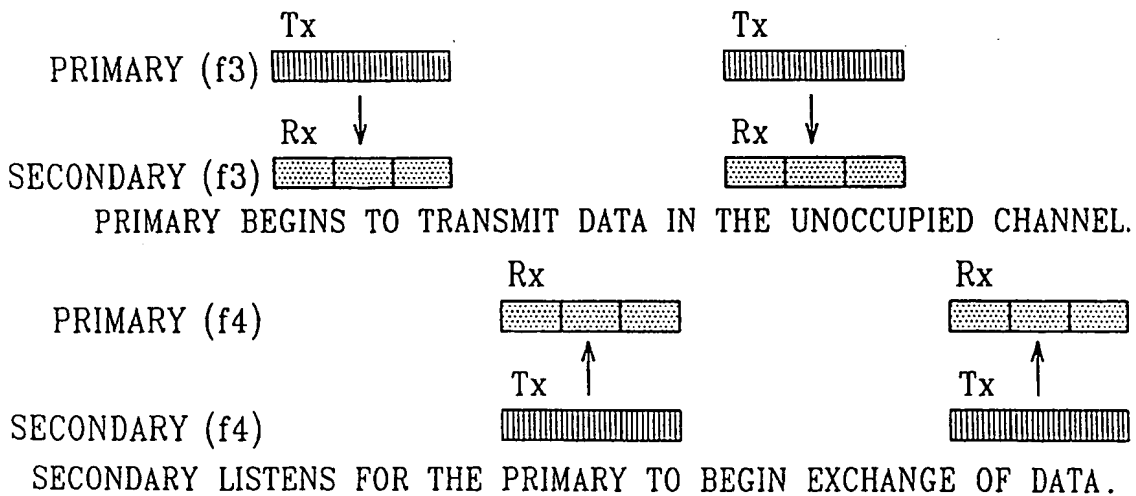 Tx Tx
PRIMARY (f3)
Rx Rx
SECONDARY (f3)
PRIMARY BEGINS TO TRANSMIT DATA IN THE UNOCCUPIED CHANNEL.
Rx Rx
PRIMARY (f4)
Tx Tx
SECONDARY (f4)
SECONDARY LISTENS FOR THE PRIMARY TO BEGIN EXCHANGE OF DATA.